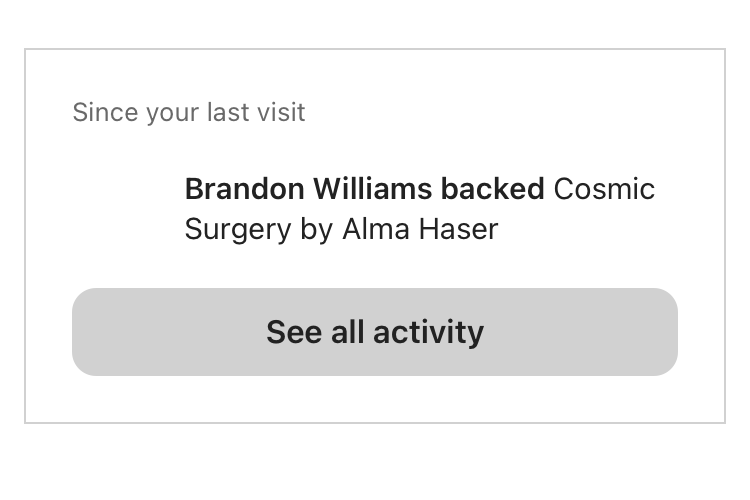 Since your last visit
Brandon Williams backed Cosmic
Surgery by Alma Haser
See all activity